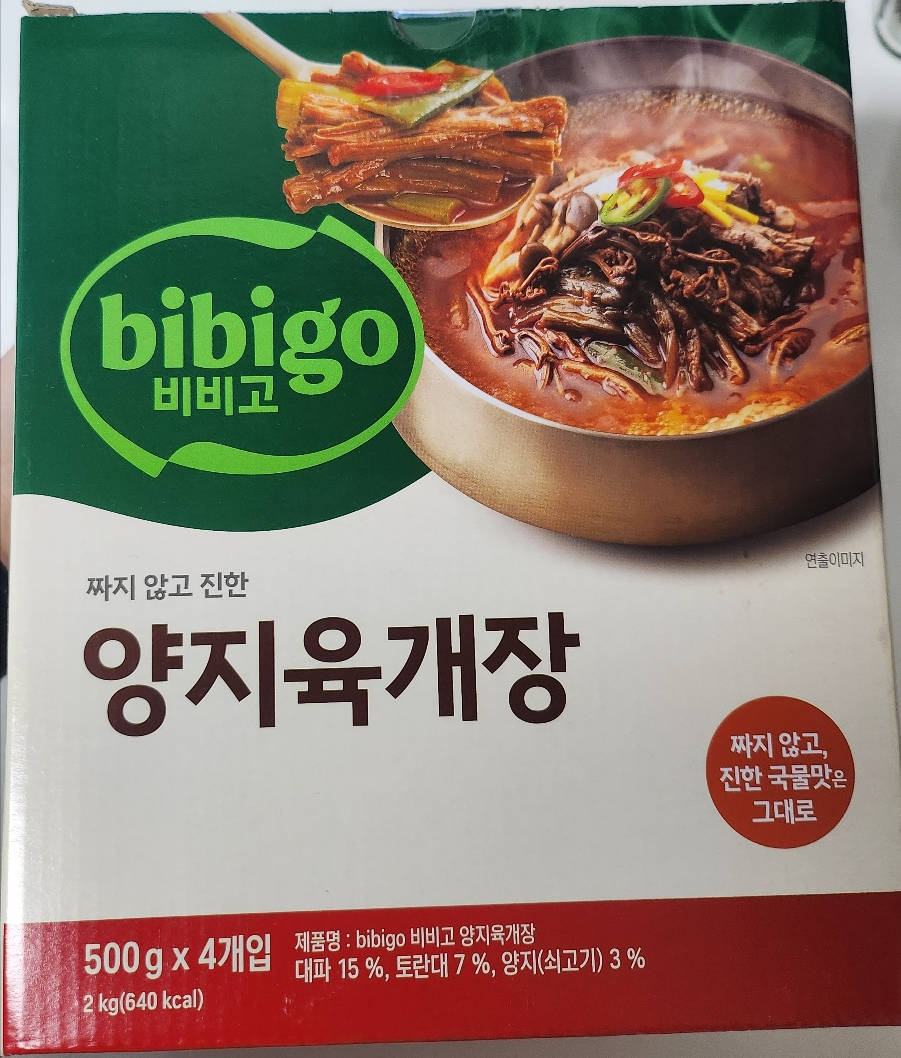 bibigo
비비고
연출이미지
짜지 않고 진한
양지육개장
짜지 않고,
진한 국물맛은
그대로
500 g x 4개입
2 kg(640 kcal)
제품명 : bibigo 비비고 양지육개장
대파 15 %, 토란대 7 %, 양지(쇠고기) 3 %